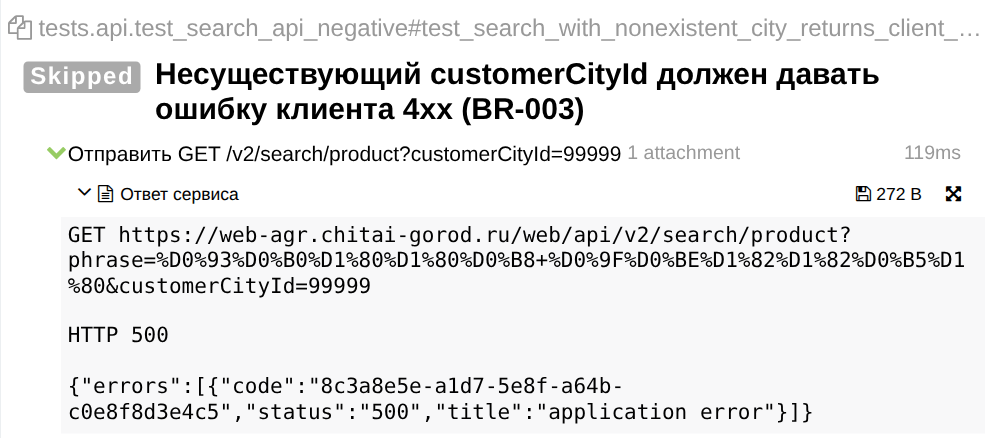 tests.api.test_search_api_negative#test_search_with_nonexistent_city_returns_client_…
Skipped Несуществующий customerCityId должен давать
ошибку клиента 4xx (BR-003)
Отправить GET /v2/search/product?customerCityId=99999 1 attachment 119ms
Ответ сервиса 272 B
GET https://web-agr.chitai-gorod.ru/web/api/v2/search/product?
phrase=%D0%93%D0%B0%D1%80%D1%80%D0%B8+%D0%9F%D0%BE%D1%82%D1%82%D0%B5%D1
%80&customerCityId=99999
HTTP 500
{"errors":[{"code":"8c3a8e5e-a1d7-5e8f-a64b-
c0e8f8d3e4c5","status":"500","title":"application error"}]}